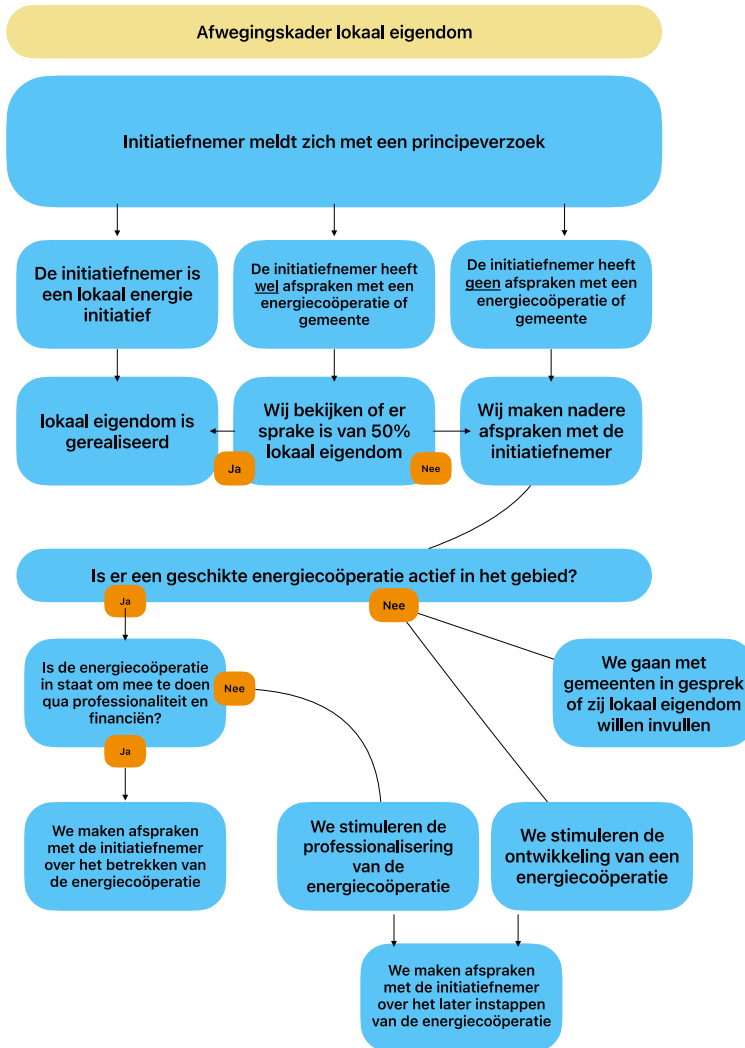 Afwegingskader lokaal eigendom
Initiatiefnemer meldt zich met een principeverzoek
De initiatiefnemer is
een lokaal energie
initiatief
De initiatiefnemer heeft
wel afspraken met een
energiecoöperatie of
gemeente
De initiatiefnemer heeft
geen afspraken met een
energiecoöperatie of
gemeente
lokaal eigendom is
gerealiseerd
Wij bekijken of er
sprake is van 50%
lokaal eigendom
Wij maken nadere
afspraken met de
initiatiefnemer
Ja
Nee
Is er een geschikte energiecoöperatie actief in het gebied?
Ja
Nee
Is de energiecoöperatie
in staat om mee te doen
qua professionaliteit en
financiën?
Nee
We gaan met
gemeenten in gesprek
of zij lokaal eigendom
willen invullen
Ja
We maken afspraken
met de initiatiefnemer
over het betrekken van
de energiecoöperatie
We stimuleren de
professionalisering
van de
energiecoöperatie
We stimuleren de
ontwikkeling van een
energiecoöperatie
We maken afspraken
met de initiatiefnemer
over het later instappen
van de energiecoöperatie